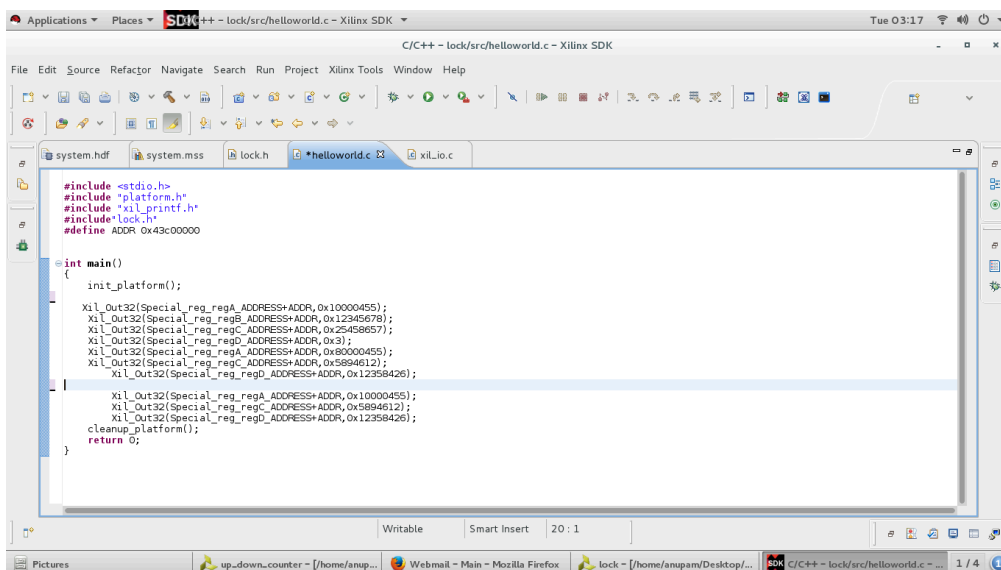 Applications Places SDK C/C++ - lock/src/helloworld.c - Xilinx SDK Tue 03:17
C/C++ - lock/src/helloworld.c - Xilinx SDK
File Edit Source Refactor Navigate Search Run Project Xilinx Tools Window Help
system.hdf system.mss lock.h *helloworld.c xil_io.c
#include <stdio.h>
#include "platform.h"
#include "xil_printf.h"
#include"lock.h"
#define ADDR 0x43c00000
int main()
{
init_platform();
Xil_Out32(Special_reg_regA_ADDRESS+ADDR,0x10000455);
Xil_Out32(Special_reg_regB_ADDRESS+ADDR,0x12345678);
Xil_Out32(Special_reg_regC_ADDRESS+ADDR,0x25458657);
Xil_Out32(Special_reg_regD_ADDRESS+ADDR,0x3);
Xil_Out32(Special_reg_regA_ADDRESS+ADDR,0x80000455);
Xil_Out32(Special_reg_regC_ADDRESS+ADDR,0x5894612);
Xil_Out32(Special_reg_regD_ADDRESS+ADDR,0x12358426);
Xil_Out32(Special_reg_regA_ADDRESS+ADDR,0x10000455);
Xil_Out32(Special_reg_regC_ADDRESS+ADDR,0x5894612);
Xil_Out32(Special_reg_regD_ADDRESS+ADDR,0x12358426);
cleanup_platform();
return 0;
}
Writable Smart Insert 20 : 1
Pictures up_down_counter - [/home/anup... Webmail - Main - Mozilla Firefox lock - [/home/anupam/Desktop/... SDK C/C++ - lock/src/helloworld.c - ... 1 / 4